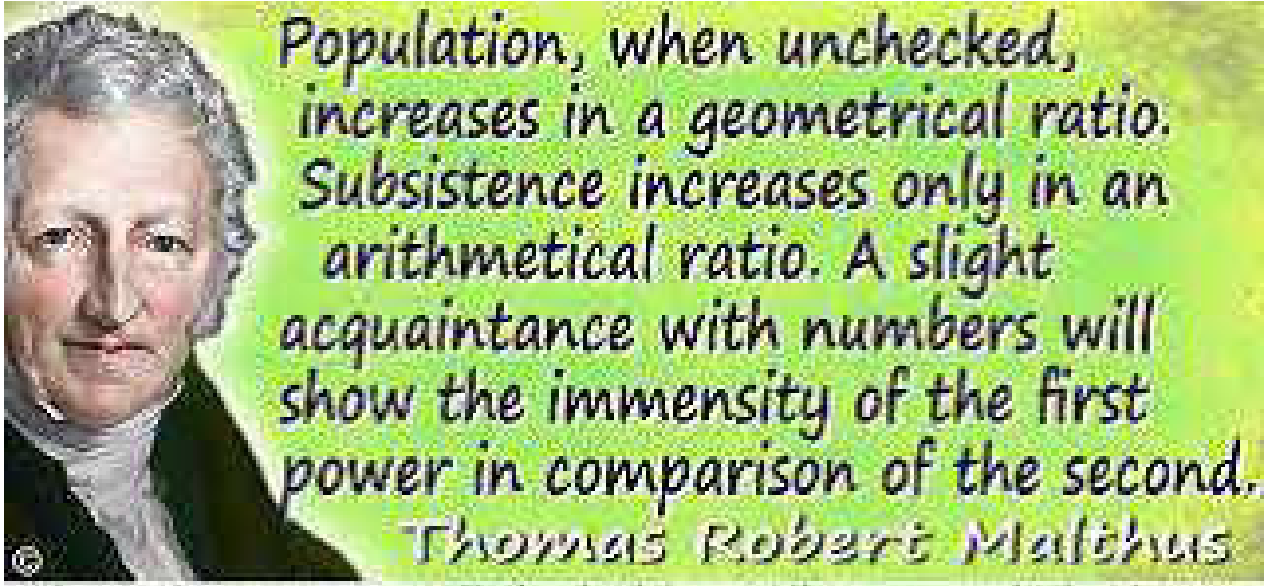 Population, when unchecked,
increases in a geometrical ratio.
Subsistence increases only in an
arithmetical ratio. A slight
acquaintance with numbers will
show the immensity of the first
power in comparison of the second.
Thomas Robert Malthus
©